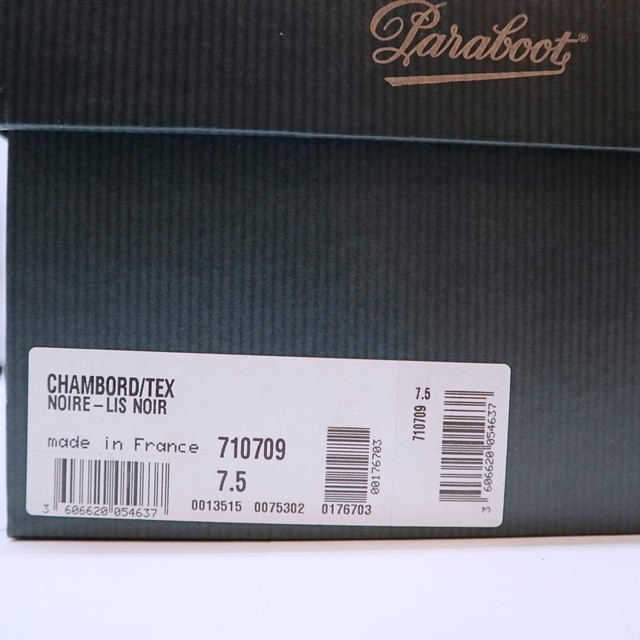 Paraboot®
CHAMBORD/TEX
NOIRE-LIS NOIR
made in France 710709
7.5
3 606620 054637
0013515 0075302 0176703
00176703
7.5
710709
3 606620 054637